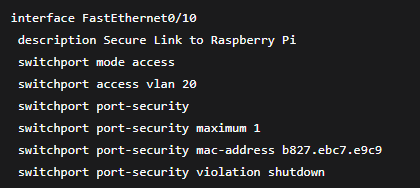 interface FastEthernet0/10
description Secure Link to Raspberry Pi
switchport mode access
switchport access vlan 20
switchport port-security
switchport port-security maximum 1
switchport port-security mac-address b827.ebc7.e9c9
switchport port-security violation shutdown